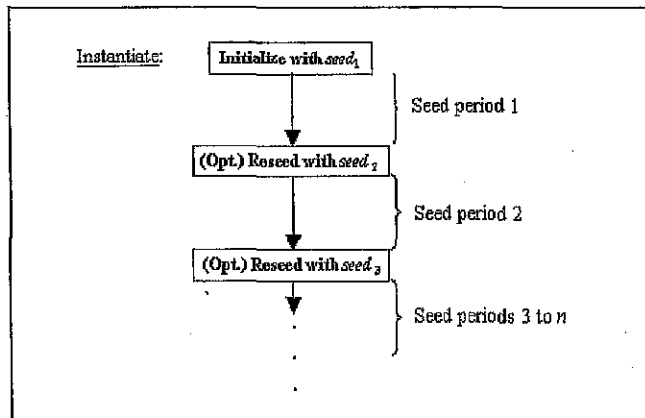 Instantiate: Initialize with seed1
Seed period 1
(Opt.) Reseed with seed2
Seed period 2
(Opt.) Reseed with seed3
Seed periods 3 to n